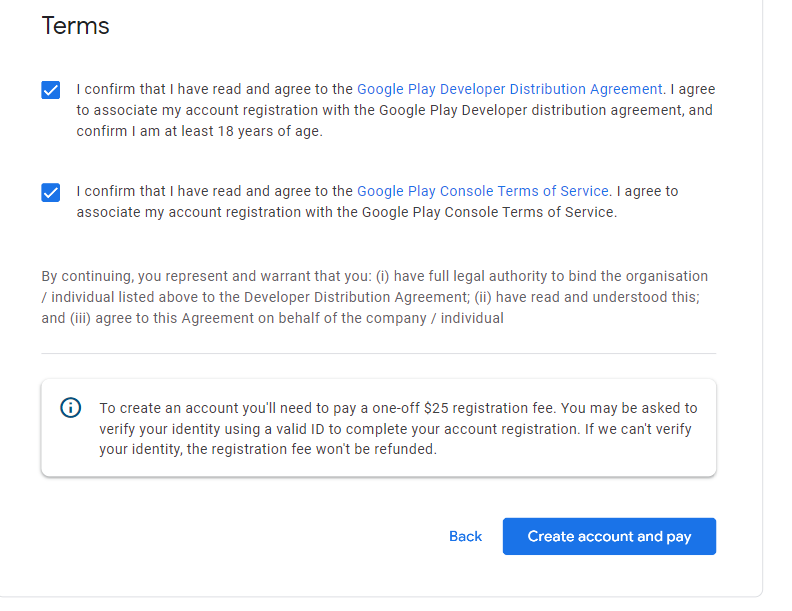 Terms
I confirm that I have read and agree to the Google Play Developer Distribution Agreement. I agree
to associate my account registration with the Google Play Developer distribution agreement, and
confirm I am at least 18 years of age.
I confirm that I have read and agree to the Google Play Console Terms of Service. I agree to
associate my account registration with the Google Play Console Terms of Service.
By continuing, you represent and warrant that you: (i) have full legal authority to bind the organisation
/ individual listed above to the Developer Distribution Agreement; (ii) have read and understood this;
and (iii) agree to this Agreement on behalf of the company / individual
To create an account you'll need to pay a one-off $25 registration fee. You may be asked to
verify your identity using a valid ID to complete your account registration. If we can't verify
your identity, the registration fee won't be refunded.
Back Create account and pay